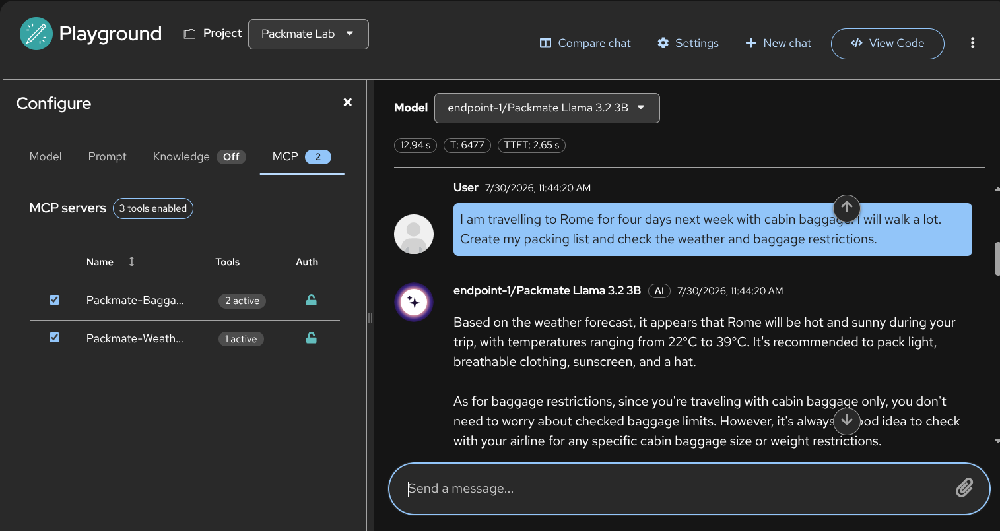 Playground
Project
Packmate Lab
Compare chat
Settings
New chat
View Code
Configure
Model
Prompt
Knowledge Off
MCP 2
MCP servers
3 tools enabled
Name
Tools
Auth
Packmate-Bagga...
2 active
Packmate-Weath...
1 active
Model
endpoint-1/Packmate Llama 3.2 3B
12.94 s
T: 6477
TTFT: 2.65 s
User 7/30/2026, 11:44:20 AM
I am travelling to Rome for four days next week with cabin baggage. I will walk a lot.
Create my packing list and check the weather and baggage restrictions.
endpoint-1/Packmate Llama 3.2 3B AI 7/30/2026, 11:44:20 AM
Based on the weather forecast, it appears that Rome will be hot and sunny during your
trip, with temperatures ranging from 22°C to 39°C. It's recommended to pack light,
breathable clothing, sunscreen, and a hat.
As for baggage restrictions, since you're traveling with cabin baggage only, you don't
need to worry about checked baggage limits. However, it's always good idea to check
with your airline for any specific cabin baggage size or weight restrictions.
Send a message...